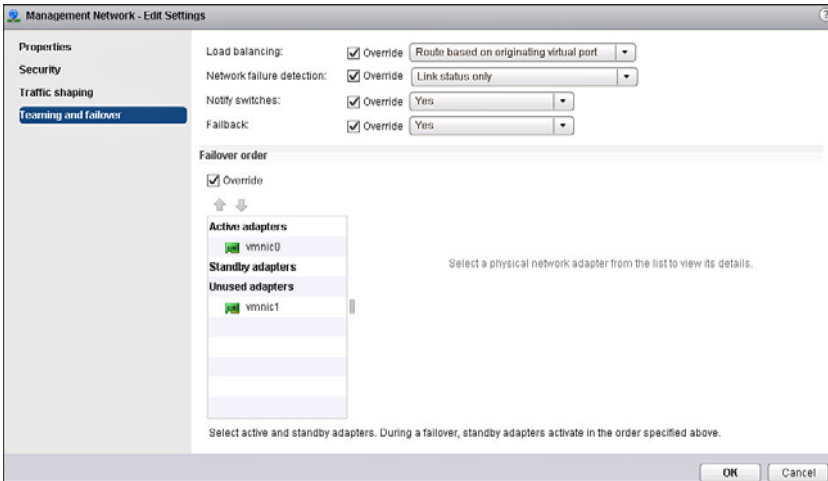 Management Network - Edit Settings
?
Properties
Security
Traffic shaping
Teaming and failover
Load balancing: Override Route based on originating virtual port
Network failure detection: Override Link status only
Notify switches: Override Yes
Failback: Override Yes
Failover order
Override
Active adapters
vmnic0
Standby adapters
Unused adapters
vmnic1
Select a physical network adapter from the list to view its details.
Select active and standby adapters. During a failover, standby adapters activate in the order specified above.
OK Cancel